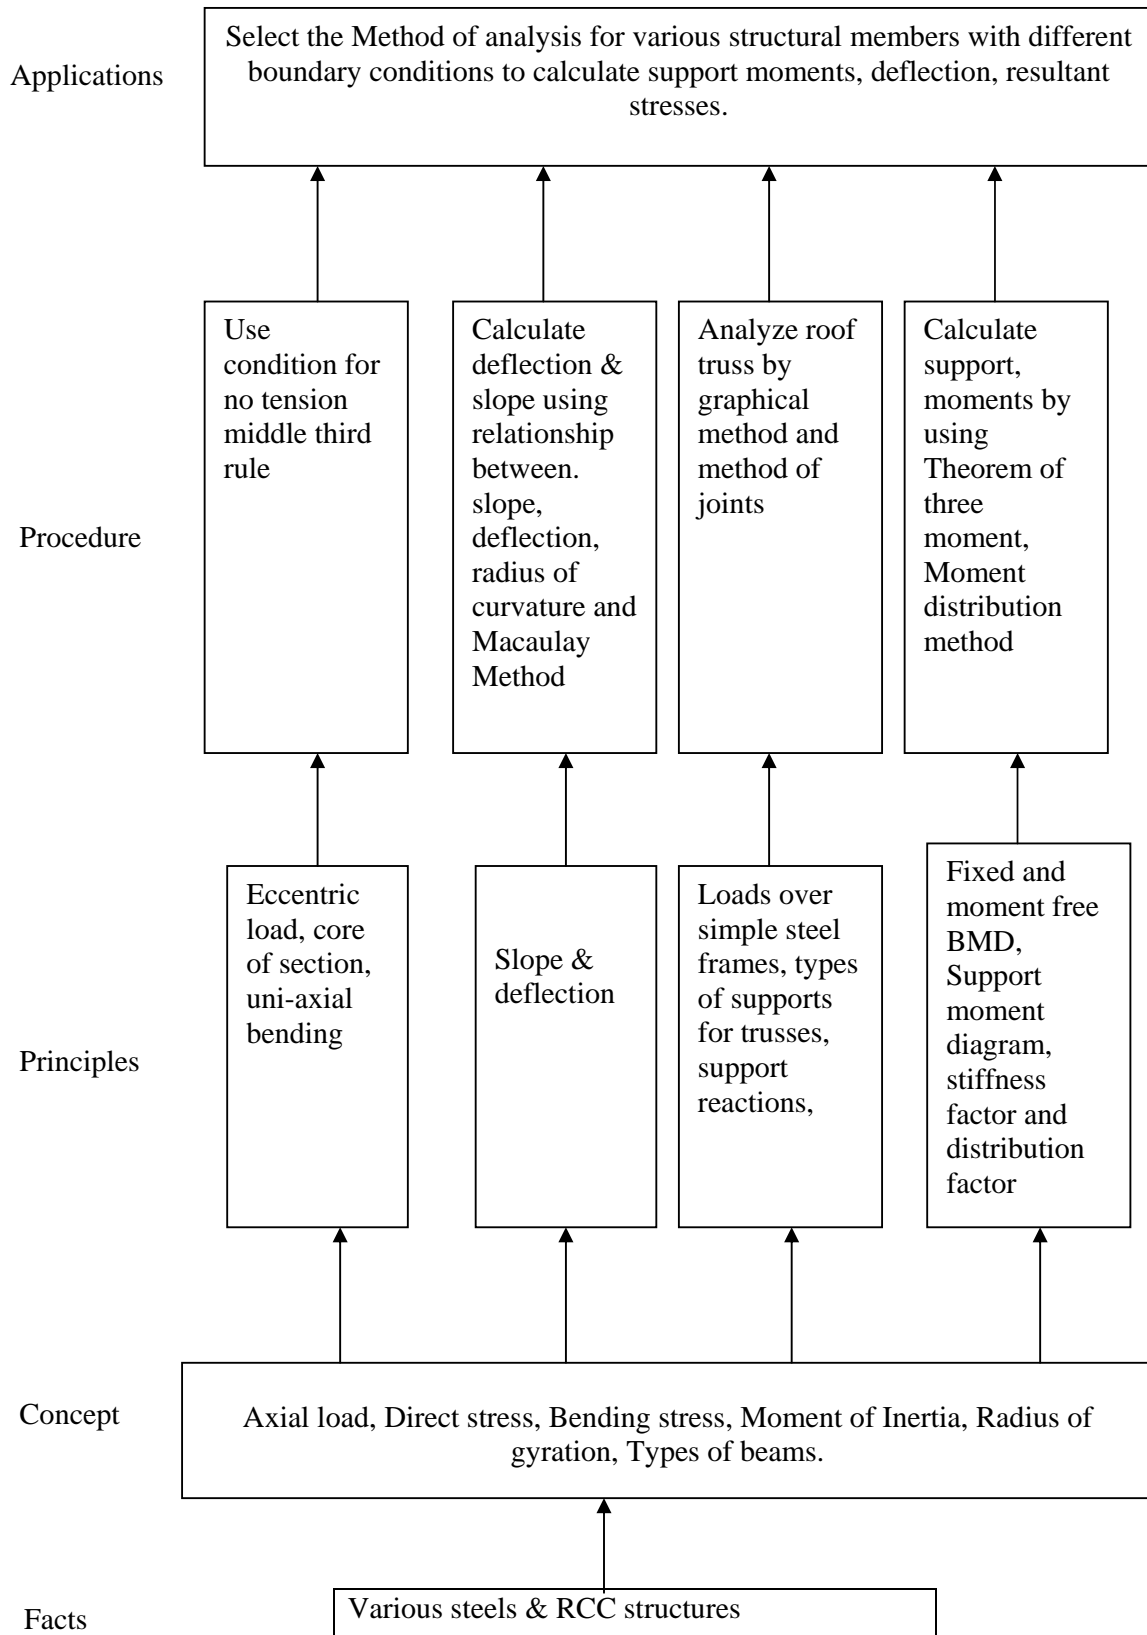 Applications
Select the Method of analysis for various structural members with different
boundary conditions to calculate support moments, deflection, resultant
stresses.
Procedure
Use
condition for
no tension
middle third
rule
Calculate
deflection &
slope using
relationship
between.
slope,
deflection,
radius of
curvature and
Macaulay
Method
Analyze roof
truss by
graphical
method and
method of
joints
Calculate
support,
moments by
using
Theorem of
three
moment,
Moment
distribution
method
Principles
Eccentric
load, core
of section,
uni-axial
bending
Slope &
deflection
Loads over
simple steel
frames, types
of supports
for trusses,
support
reactions,
Fixed and
moment free
BMD,
Support
moment
diagram,
stiffness
factor and
distribution
factor
Concept
Axial load, Direct stress, Bending stress, Moment of Inertia, Radius of
gyration, Types of beams.
Facts
Various steels & RCC structures